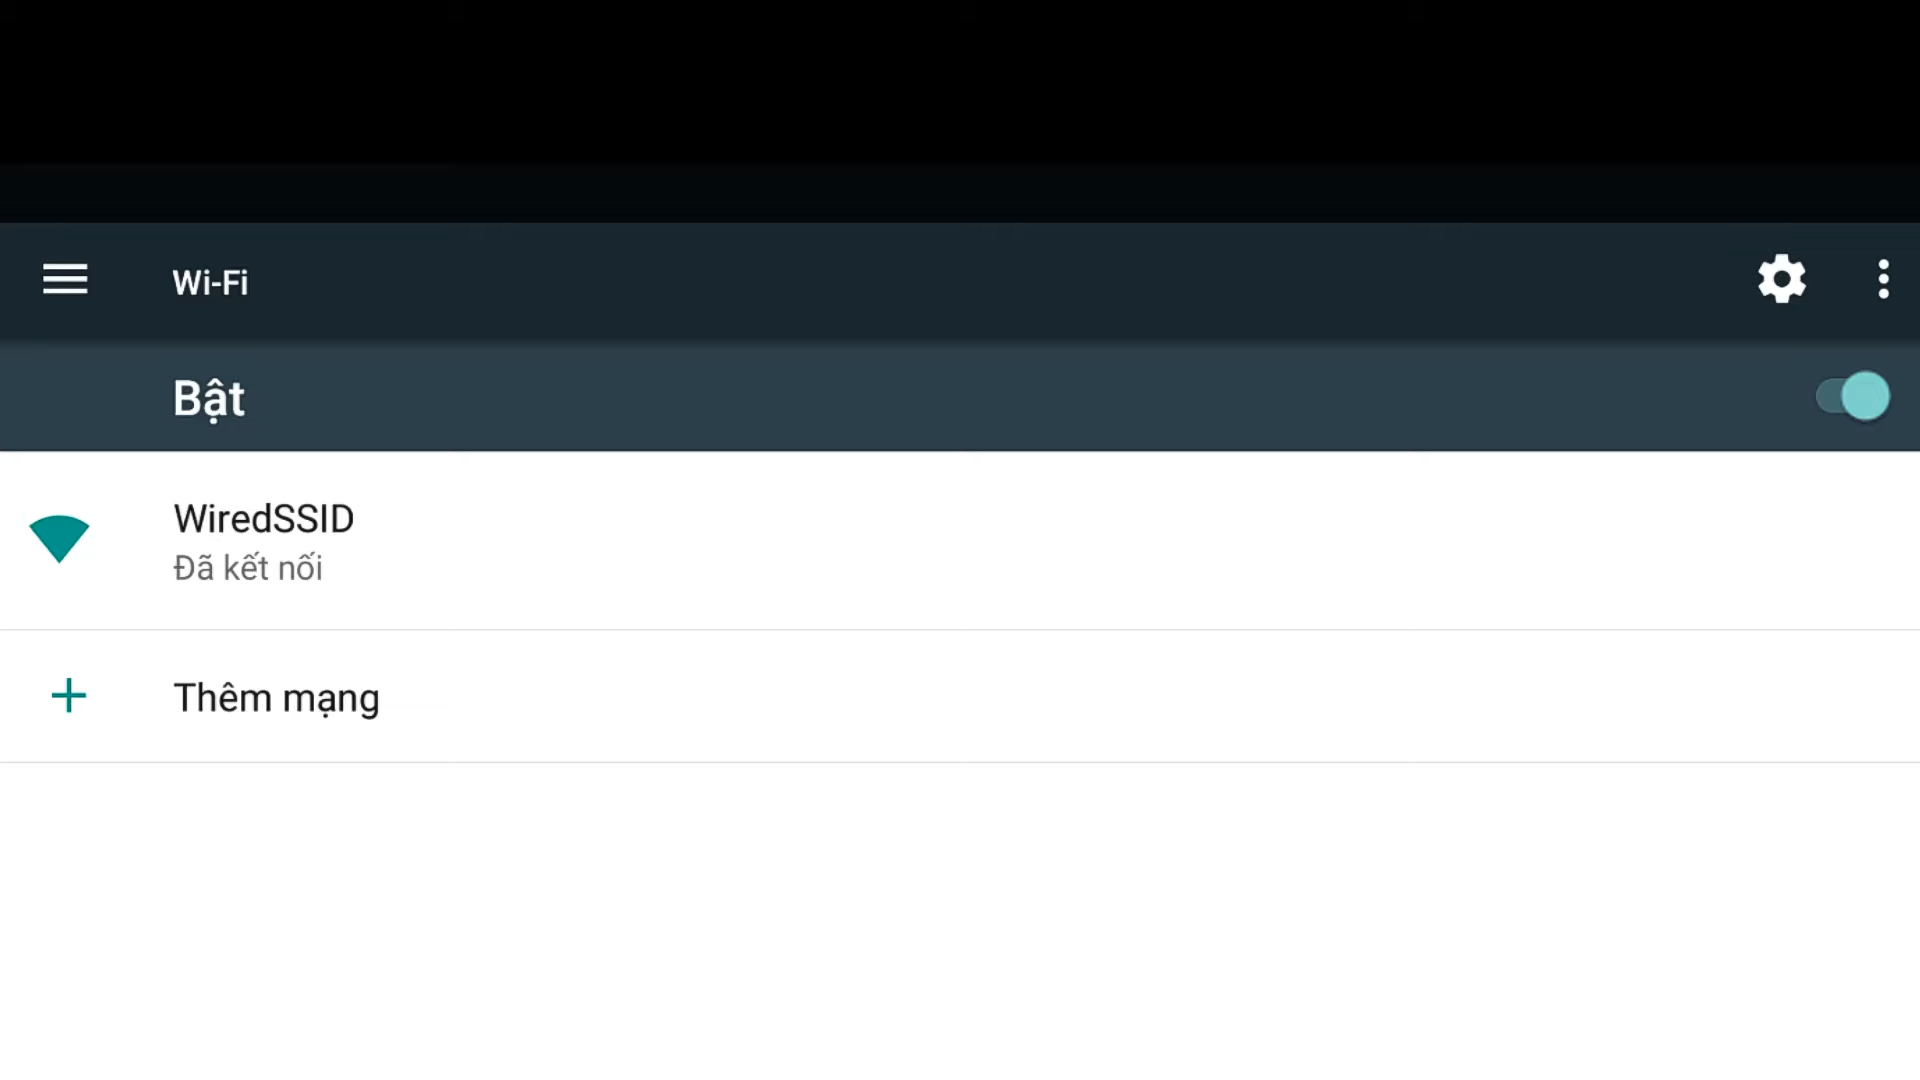 Wi-Fi
Bật
WiredSSID
Đã kết nối
Thêm mạng